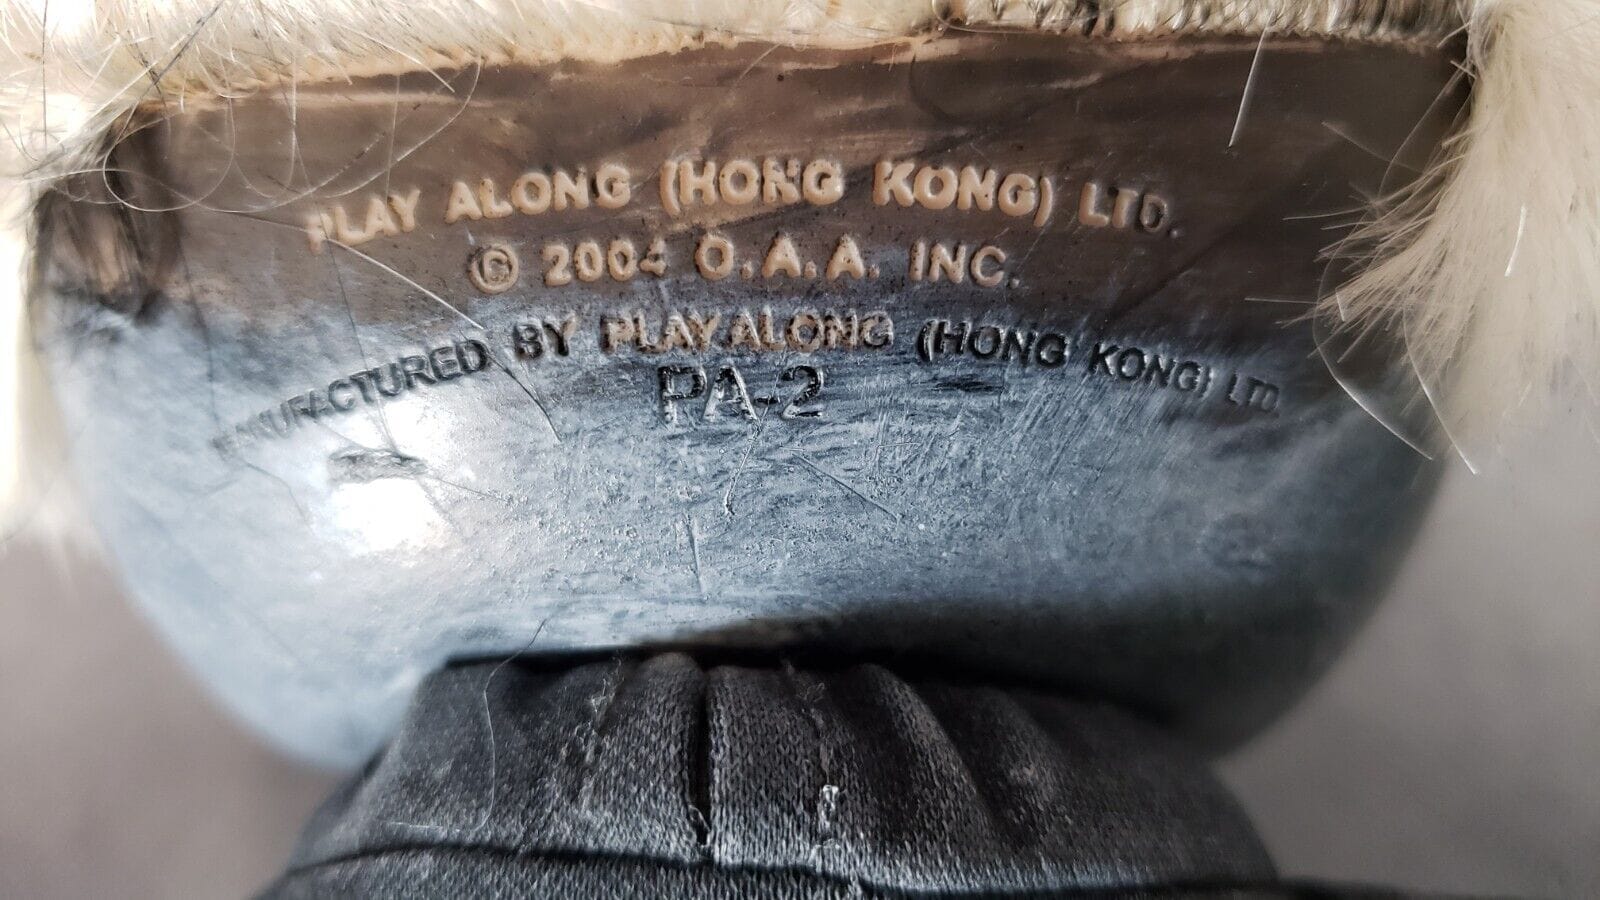 PLAY ALONG (HONG KONG) LTD.
© 2004 O.A.A. INC.
MANUFACTURED BY PLAY ALONG (HONG KONG) LTD.
PA-2